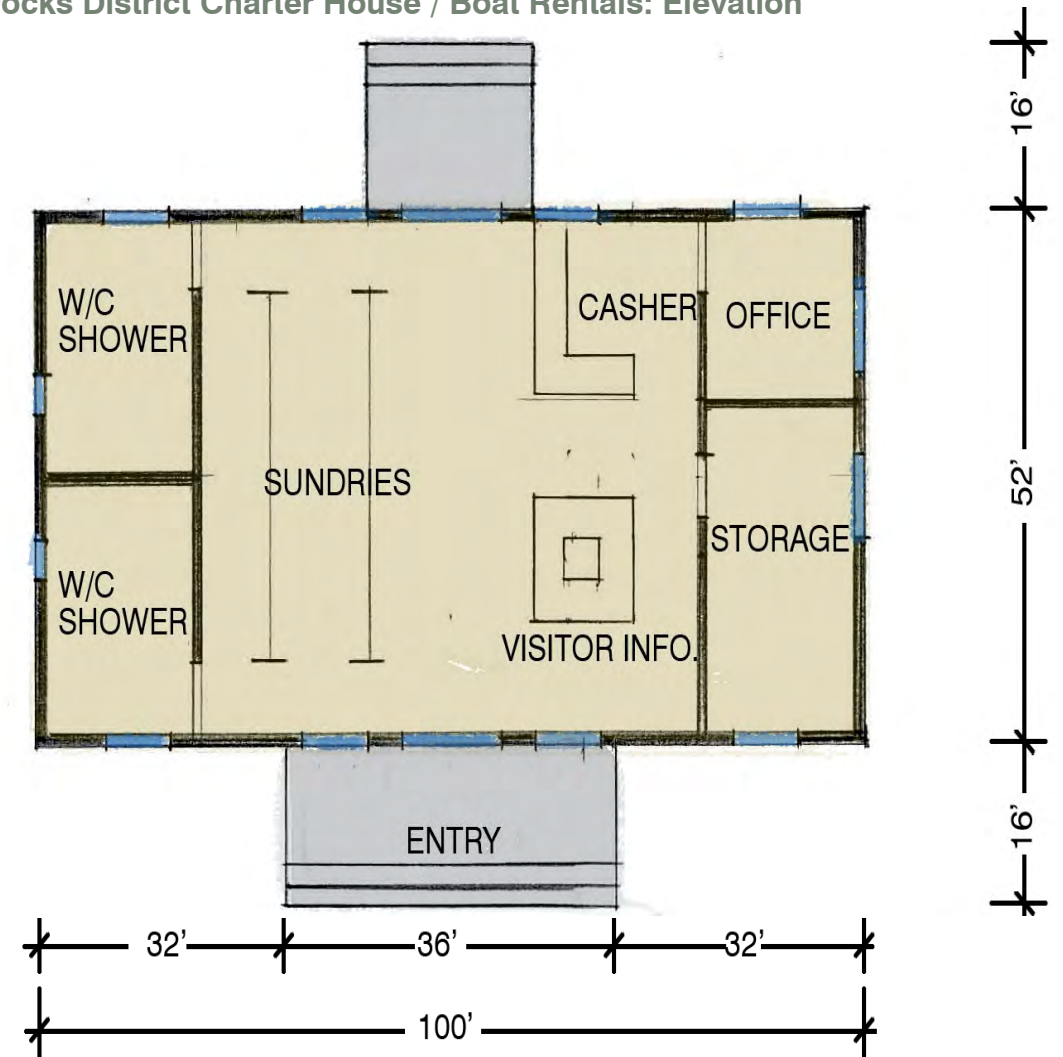 ocks District Charter House / Boat Rentals: Elevation
16’
W/C
SHOWER
CASHER
OFFICE
SUNDRIES
52’
STORAGE
W/C
SHOWER
VISITOR INFO.
ENTRY
16’
32’
36’
32’
100’